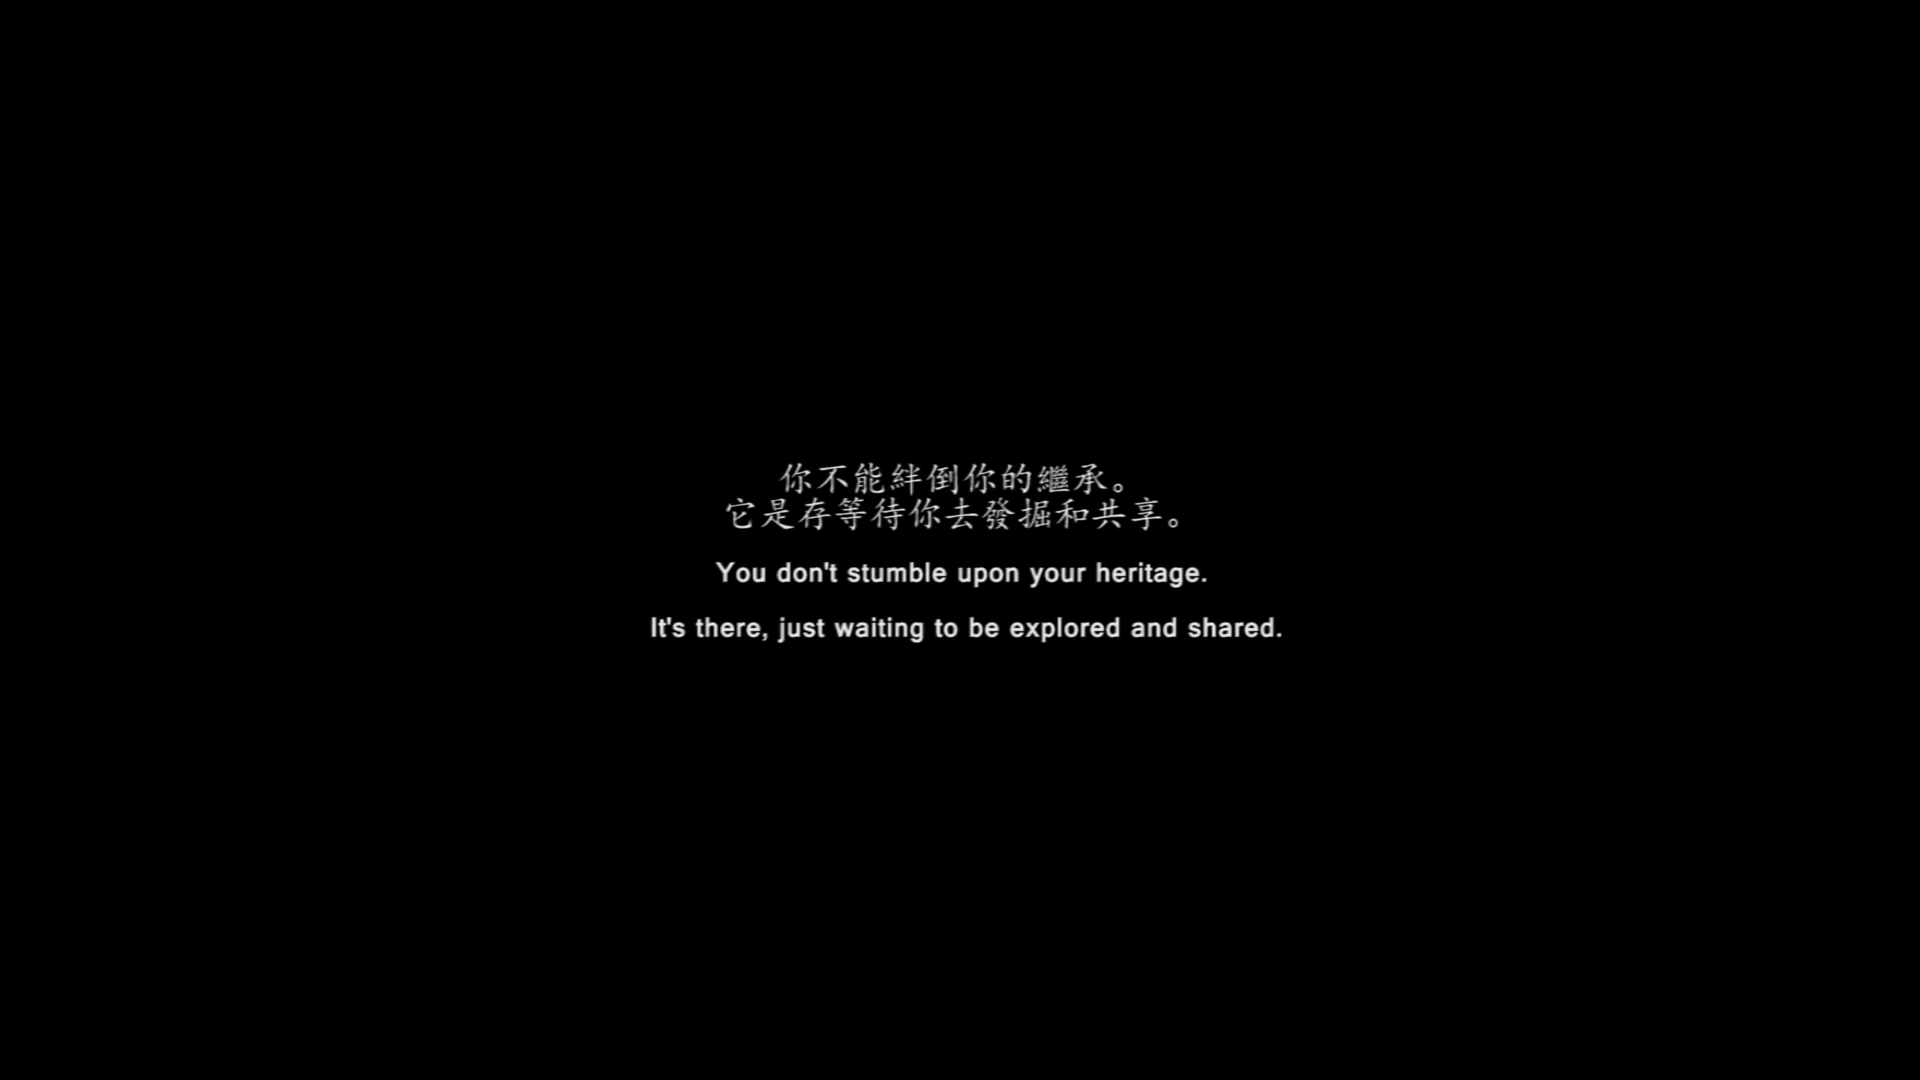 你不能絆倒你的繼承。
它是存等待你去發掘和共享。
You don't stumble upon your heritage.
It's there, just waiting to be explored and shared.